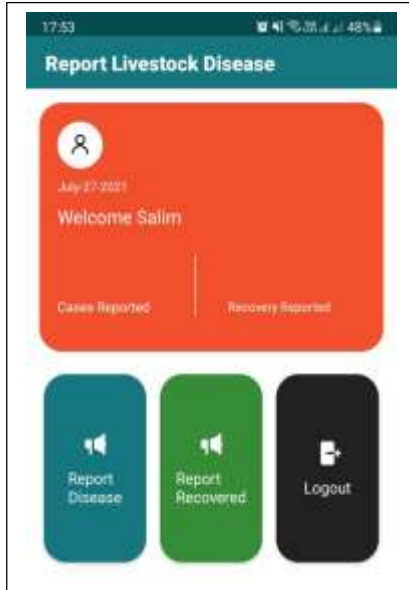 17:53
48%
Report Livestock Disease
July-27-2021
Welcome Salim
Cases Reported
Recovery Reported
Report
Disease
Report
Recovered
Logout